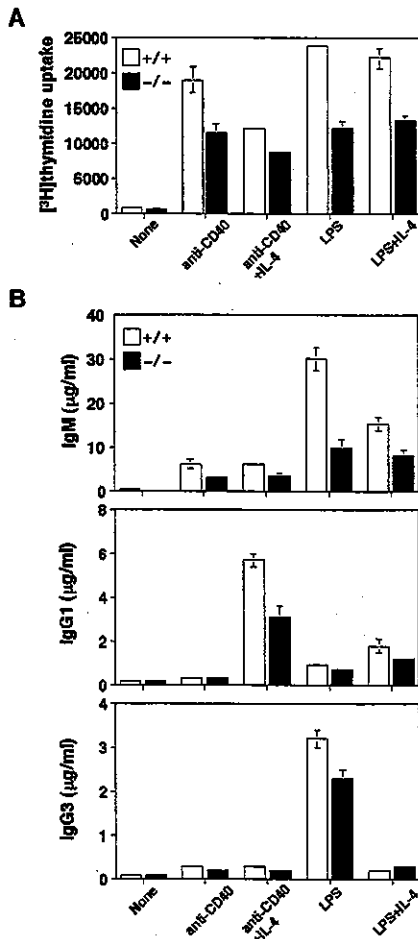 A
[³H]thymidine uptake
25000
20000
15000
10000
5000
0
+/+
-/-
None
anti-CD40
anti-CD40
+IL-4
LPS
LPS+IL-4
B
IgM (μg/ml)
40
30
20
10
0
+/+
-/-
IgG1 (μg/ml)
8
6
4
2
0
IgG3 (μg/ml)
4
3
2
1
0
None
anti-CD40
anti-CD40
+IL-4
LPS
LPS+IL-4